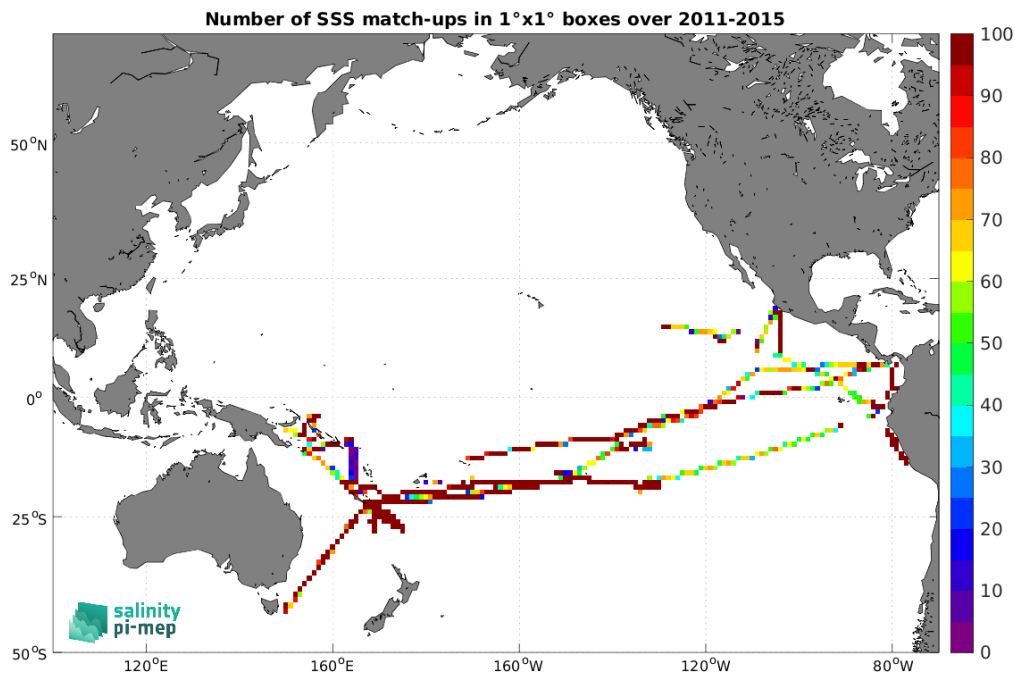 Number of SSS match-ups in 1°x1° boxes over 2011-2015
100
90
80
70
60
50
40
30
20
10
0
50°N
25°N
0°
25°S
50°S
120°E
160°E
160°W
120°W
80°W
salinity
pi-mep